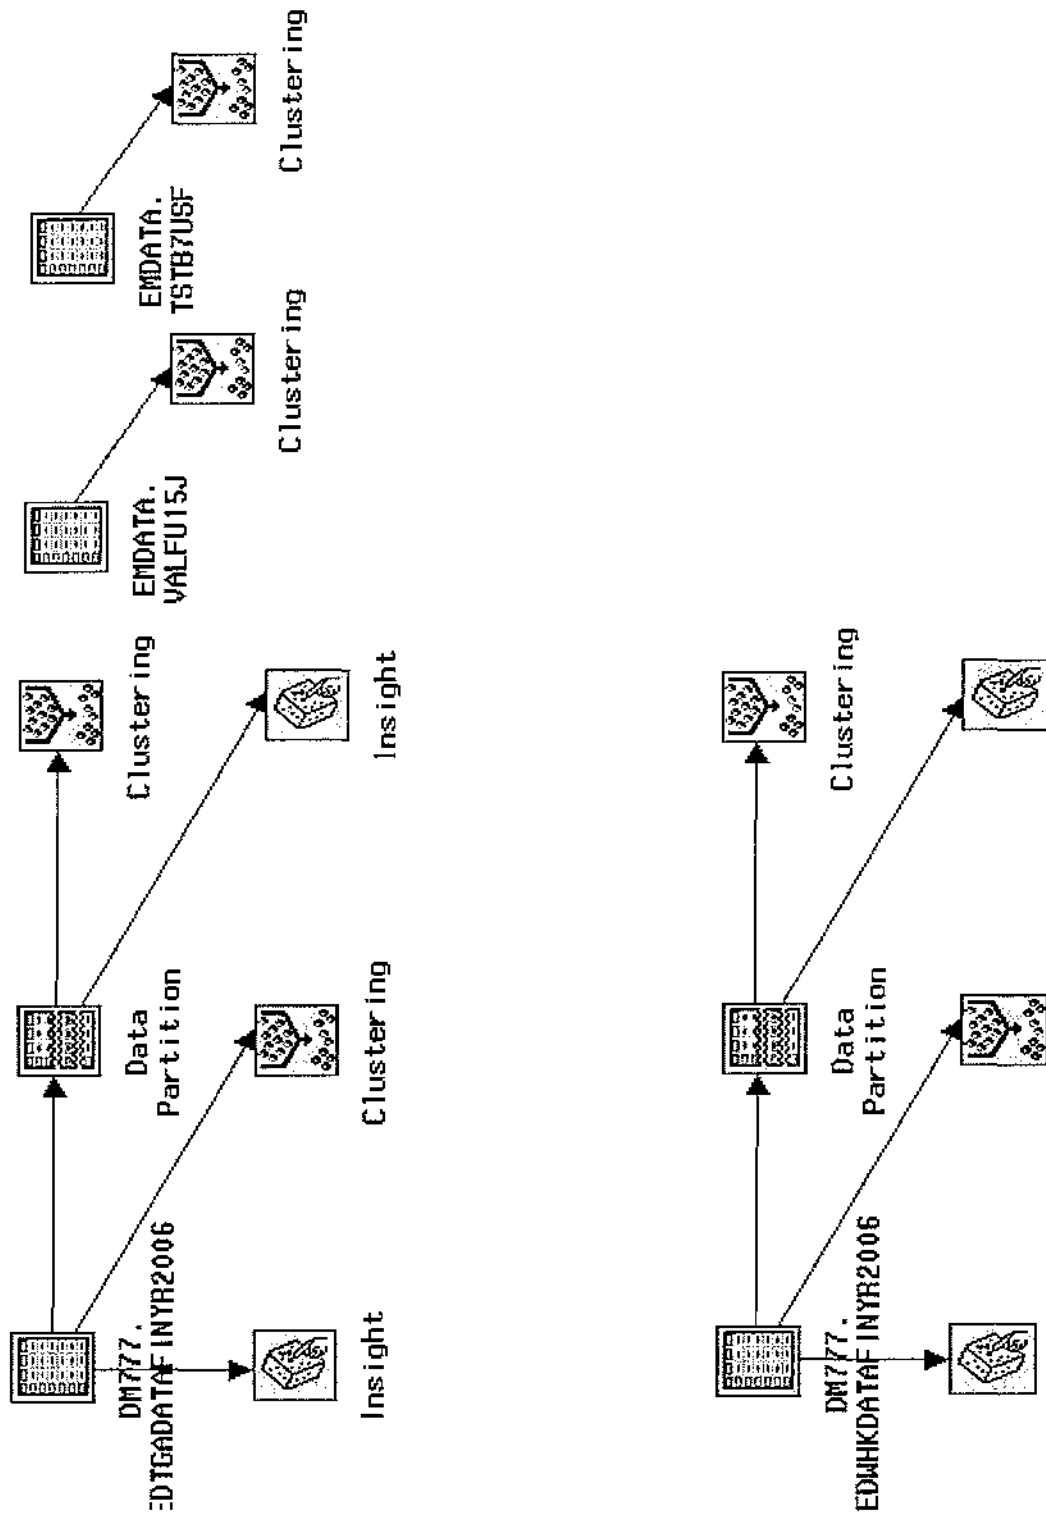 DM777.
EDTGADATAFINYR2006
Insight
Data
Partition
Clustering
Clustering
Insight
EMDATA.
VALFU15J
Clustering
EMDATA.
TSTB7USF
Clustering
DM777.
EDWHKDATAFINYR2006
Data
Partition
Clustering